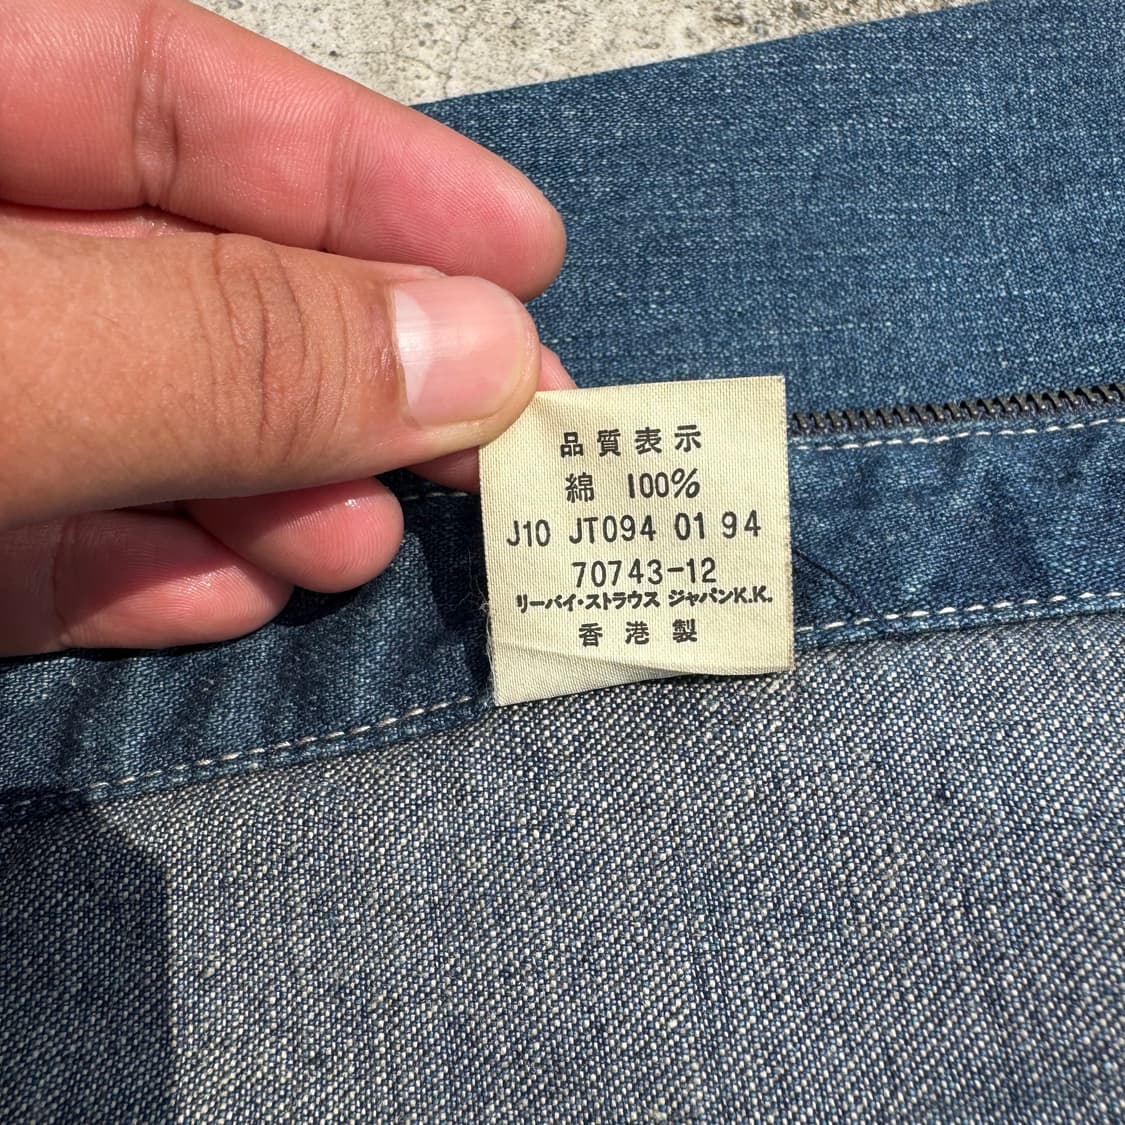 品質表示
綿 100%
J10 JT094 01 94
70743-12
リーバイ・ストラウス ジャパンK.K.
香港製